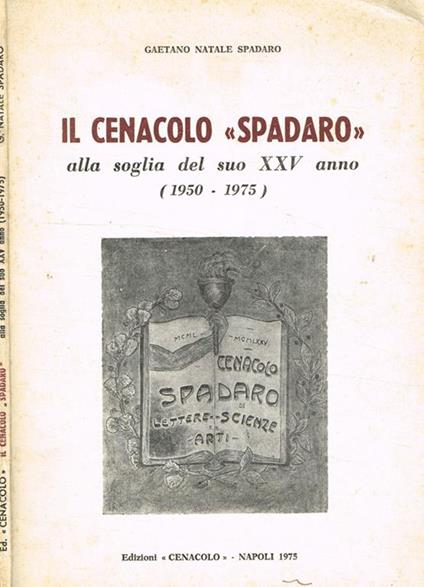 GAETANO NATALE SPADARO
IL CENACOLO «SPADARO»
alla soglia del suo XXV anno
( 1950 - 1975 )
MCML - MCMLXXV
CENACOLO
SPADARO
DI
LETTERE - SCIENZE
ED
ARTI -
Edizioni « CENACOLO » - NAPOLI 1975
Ed. « CENACOLO » IL CENACOLO „SPADARO" alla soglia del suo XXV anno (1950-1975) G. NATALE SPADARO